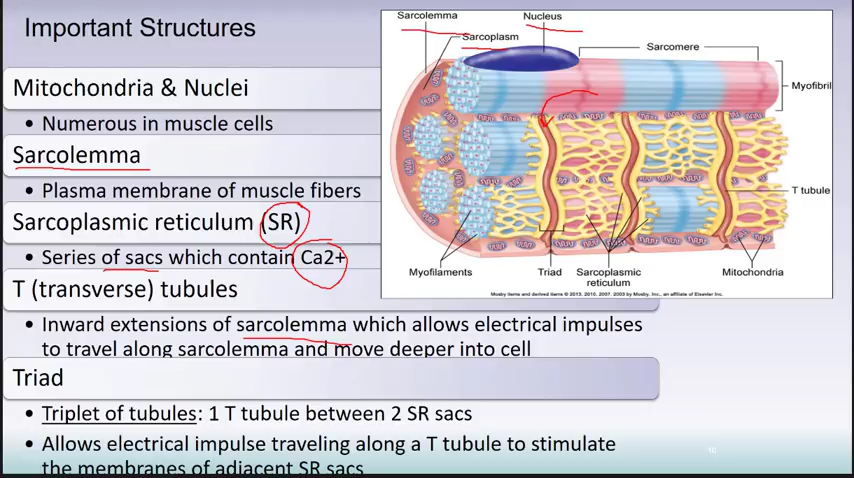 Important Structures
Mitochondria & Nuclei
• Numerous in muscle cells
Sarcolemma
• Plasma membrane of muscle fibers
Sarcoplasmic reticulum (SR)
• Series of sacs which contain Ca2+
T (transverse) tubules
• Inward extensions of sarcolemma which allows electrical impulses
to travel along sarcolemma and move deeper into cell
Triad
• Triplet of tubules: 1 T tubule between 2 SR sacs
• Allows electrical impulse traveling along a T tubule to stimulate
the membranes of adjacent SR sacs
Sarcolemma
Nucleus
Sarcoplasm
Sarcomere
Myofibril
T tubule
Myofilaments
Triad
Sarcoplasmic
reticulum
Mitochondria
Mosby items and derived items © 2013, 2010, 2007, 2003 by Mosby, Inc., an affiliate of Elsevier Inc.
10